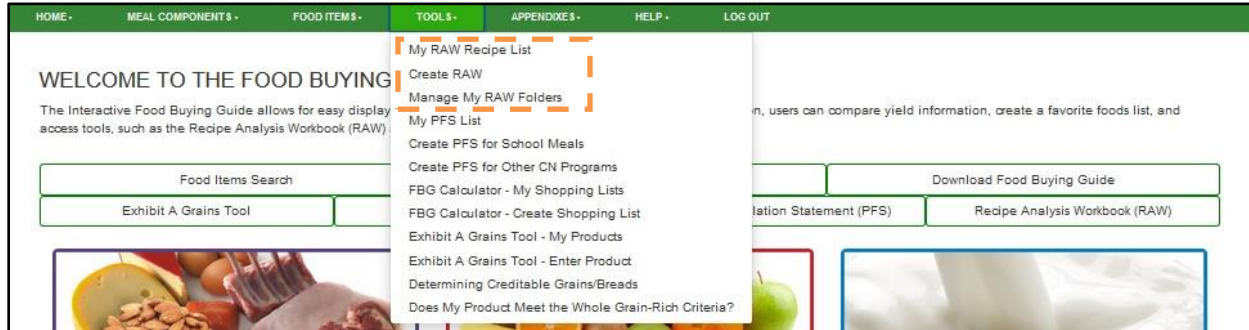 HOME MEAL COMPONENTS FOOD ITEMS TOOLS APPENDIXES HELP LOG OUT
My RAW Recipe List
Create RAW
Manage My RAW Folders
My PFS List
Create PFS for School Meals
Create PFS for Other CN Programs
FBG Calculator - My Shopping Lists
FBG Calculator - Create Shopping List
Exhibit A Grains Tool - My Products
Exhibit A Grains Tool - Enter Product
Determining Creditable Grains/Breads
Does My Product Meet the Whole Grain-Rich Criteria?
WELCOME TO THE FOOD BUYING
The Interactive Food Buying Guide allows for easy display n, users can compare yield information, create a favorite foods list, and
access tools, such as the Recipe Analysis Workbook (RAW)
Food Items Search Download Food Buying Guide
Exhibit A Grains Tool lation Statement (PFS) Recipe Analysis Workbook (RAW)